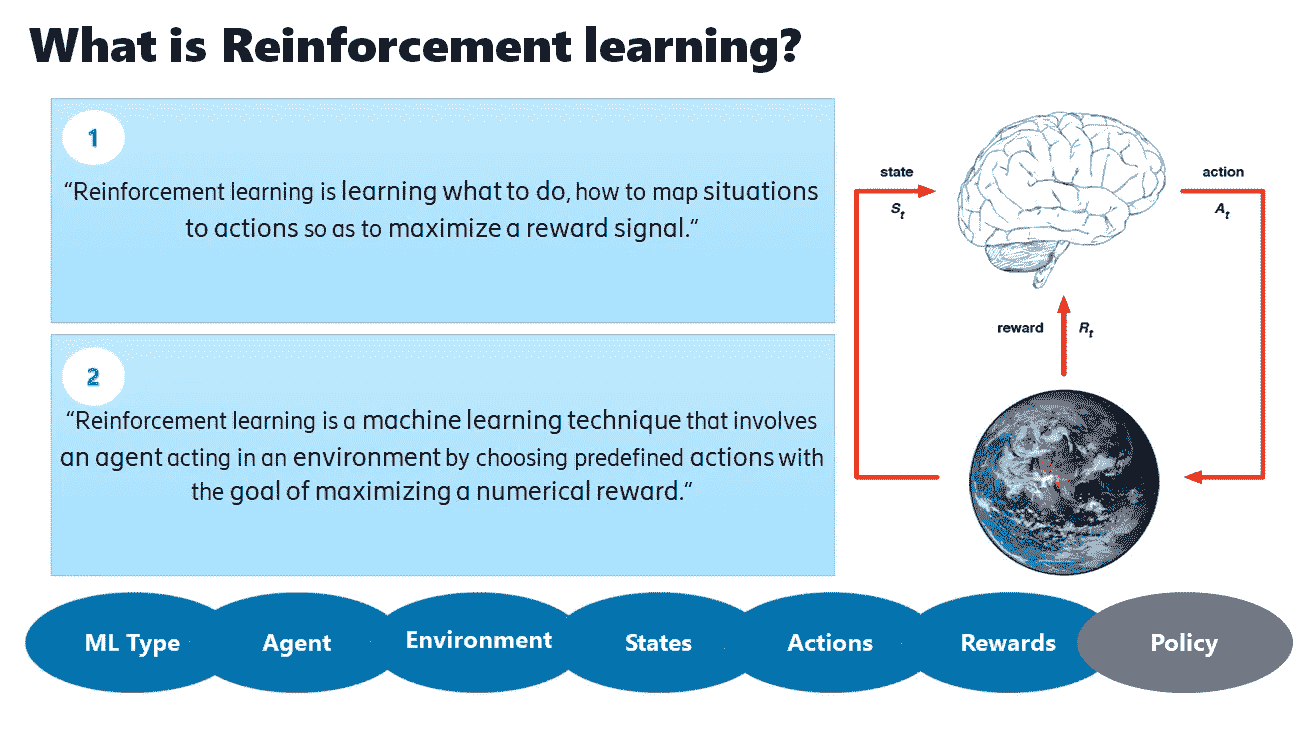 What is Reinforcement learning?
1
“Reinforcement learning is learning what to do, how to map situations
to actions so as to maximize a reward signal.“
2
“Reinforcement learning is a machine learning technique that involves
an agent acting in an environment by choosing predefined actions with
the goal of maximizing a numerical reward.“
state
St
action
At
reward Rt
ML Type Agent Environment States Actions Rewards Policy